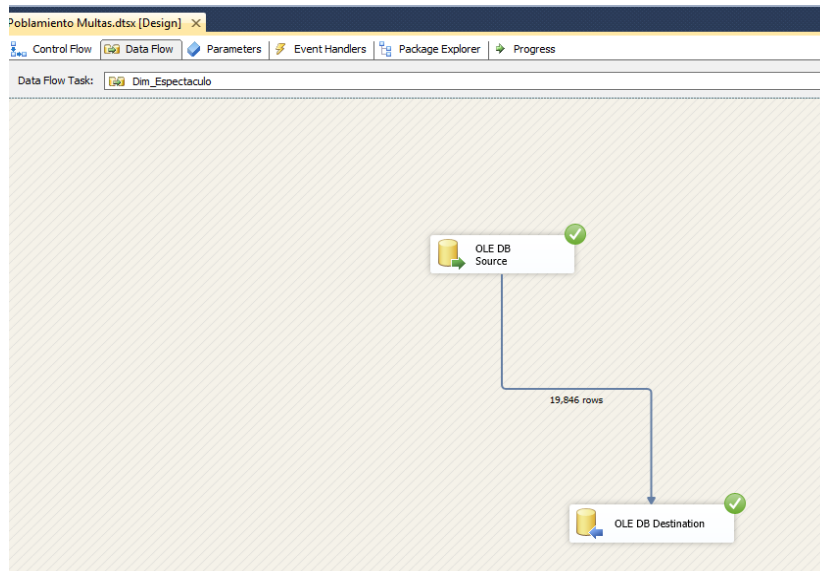 Poblamiento Multas.dtsx [Design]
Control Flow Data Flow Parameters Event Handlers Package Explorer Progress
Data Flow Task: Dim_Espectaculo
OLE DB
Source
19,846 rows
OLE DB Destination